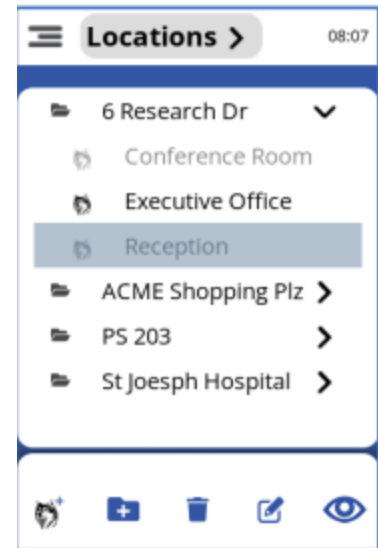 Locations
08:07
6 Research Dr
Conference Room
Executive Office
Reception
ACME Shopping Plz
PS 203
St Joesph Hospital